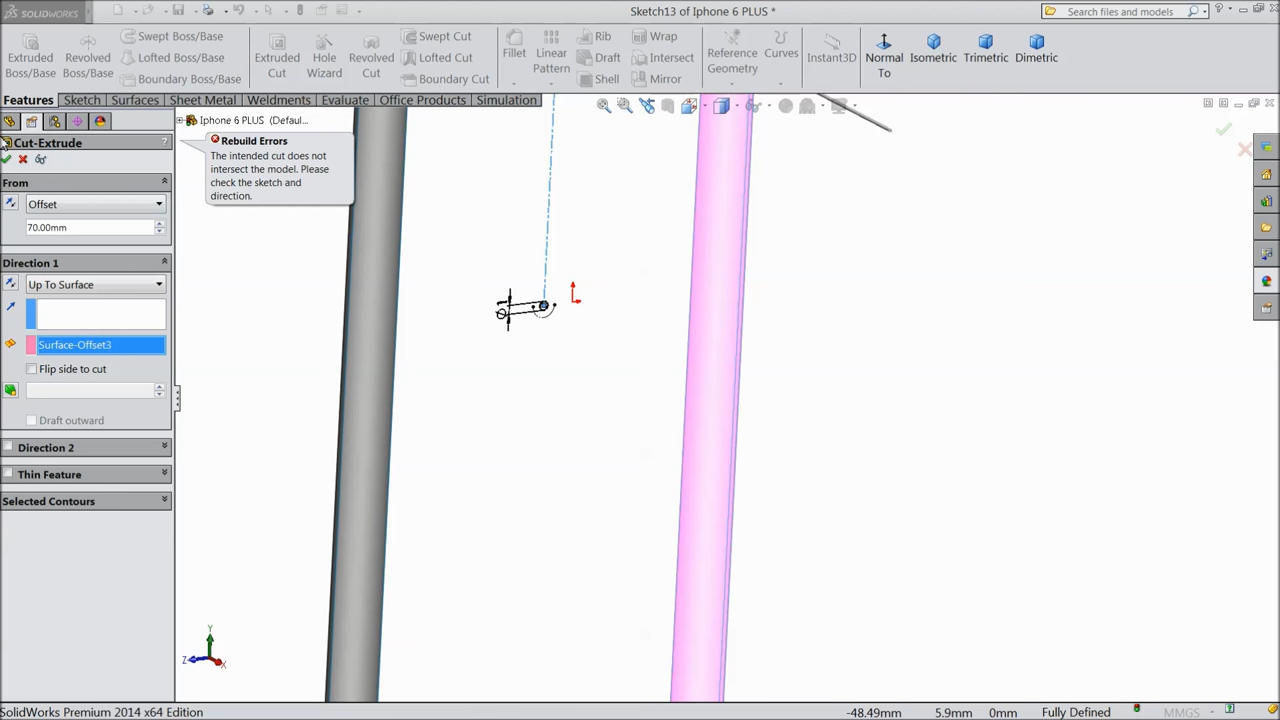 SOLIDWORKS
Sketch13 of Iphone 6 PLUS *
Search files and models
Extruded Boss/Base
Revolved Boss/Base
Swept Boss/Base
Lofted Boss/Base
Boundary Boss/Base
Extruded Cut
Hole Wizard
Revolved Cut
Swept Cut
Lofted Cut
Boundary Cut
Fillet
Linear Pattern
Rib
Draft
Shell
Wrap
Intersect
Mirror
Reference Geometry
Curves
Instant3D
Normal To
Isometric
Trimetric
Dimetric
Features
Sketch
Surfaces
Sheet Metal
Weldments
Evaluate
Office Products
Simulation
Iphone 6 PLUS (Defaul...
Cut-Extrude
?
Rebuild Errors
The intended cut does not
intersect the model. Please
check the sketch and
direction.
From
Offset
70.00mm
Direction 1
Up To Surface
Surface-Offset3
Flip side to cut
Draft outward
Direction 2
Thin Feature
Selected Contours
Y
Z
X
SolidWorks Premium 2014 x64 Edition
-48.49mm
5.9mm
0mm
Fully Defined
MMGS